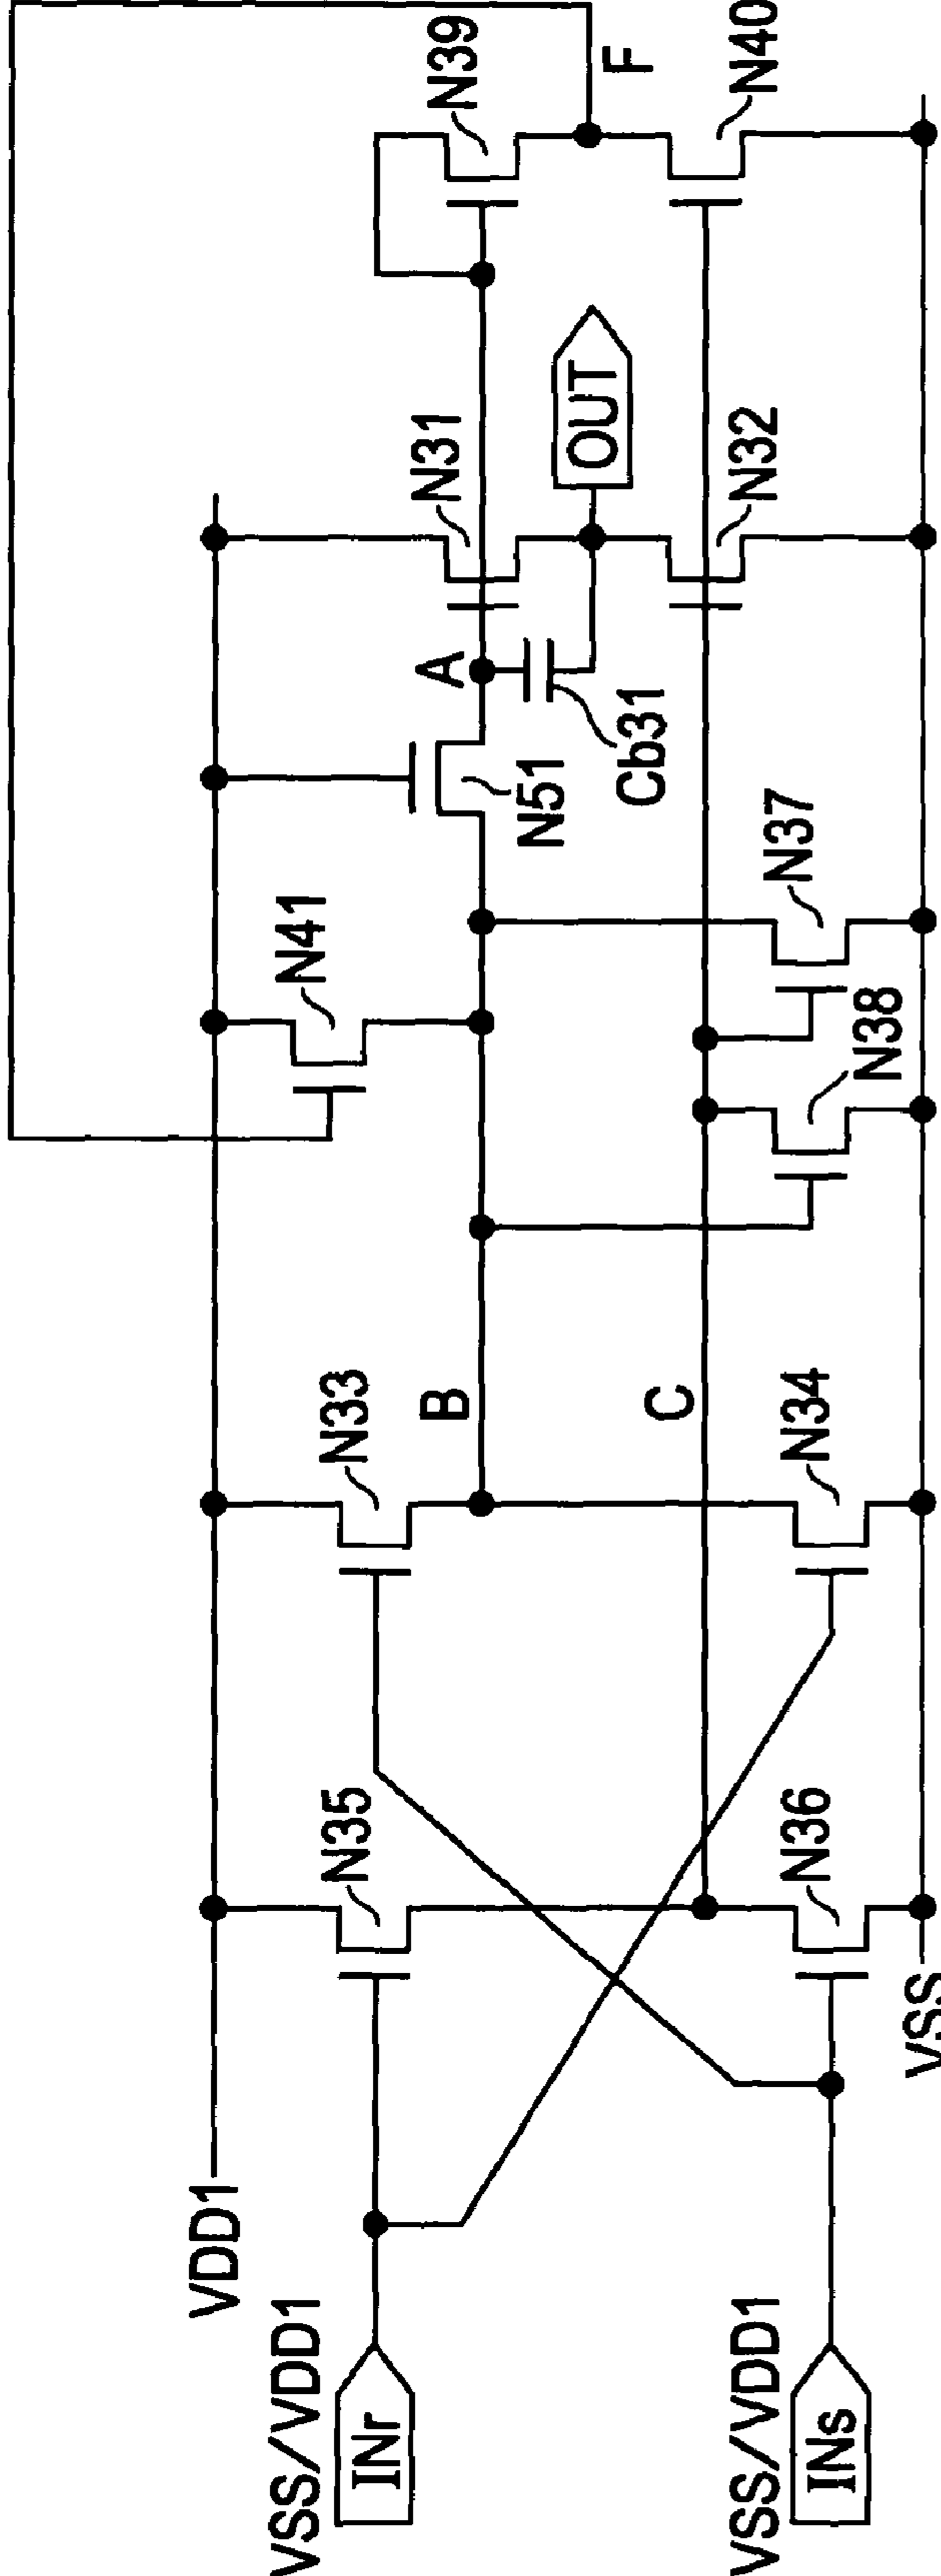 VDD1
VSS/VDD1
INr
VSS/VDD1
INs
VSS
N35
N36
N33
N34
B
C
N41
N38
N37
N51
A
Cb31
N31
OUT
N32
N39
F
N40